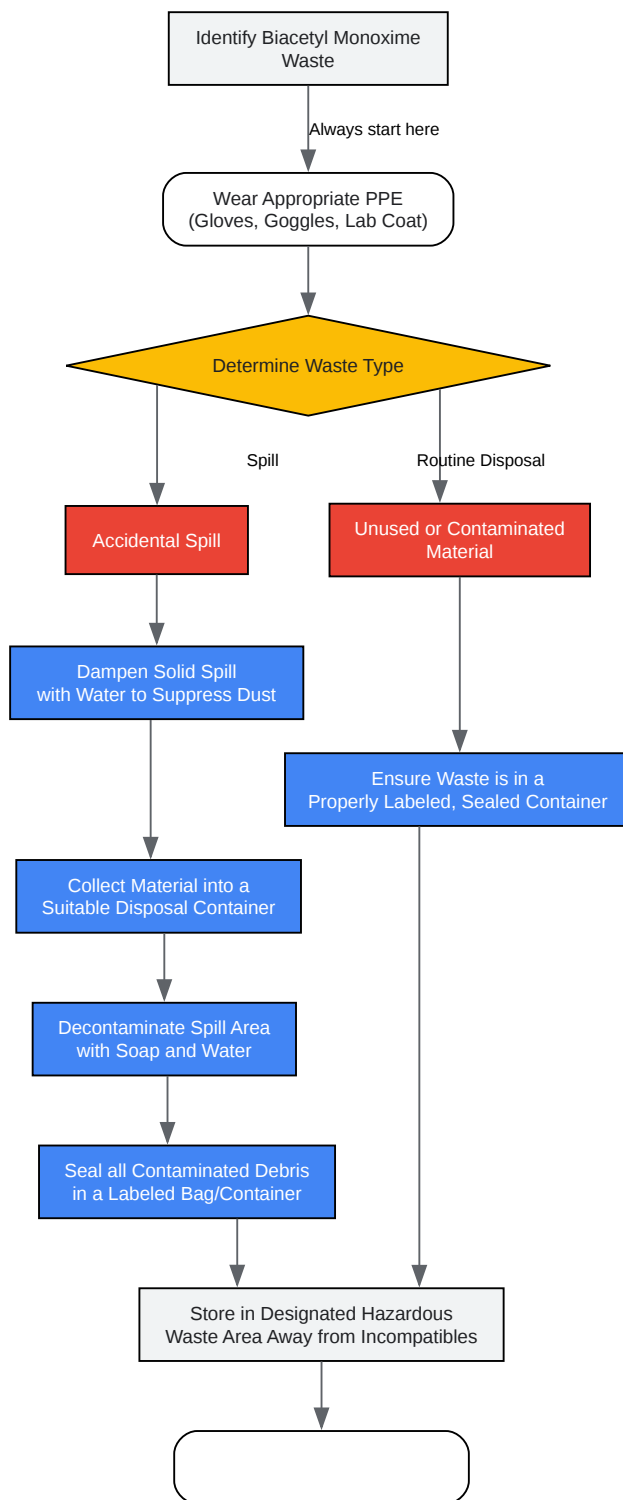 Identify Biacetyl Monoxime
Waste
Always start here
Wear Appropriate PPE
(Gloves, Goggles, Lab Coat)
Determine Waste Type
Spill
Routine Disposal
Accidental Spill
Unused or Contaminated
Material
Dampen Solid Spill
with Water to Suppress Dust
Ensure Waste is in a
Properly Labeled, Sealed Container
Collect Material into a
Suitable Disposal Container
Decontaminate Spill Area
with Soap and Water
Seal all Contaminated Debris
in a Labeled Bag/Container
Store in Designated Hazardous
Waste Area Away from Incompatibles